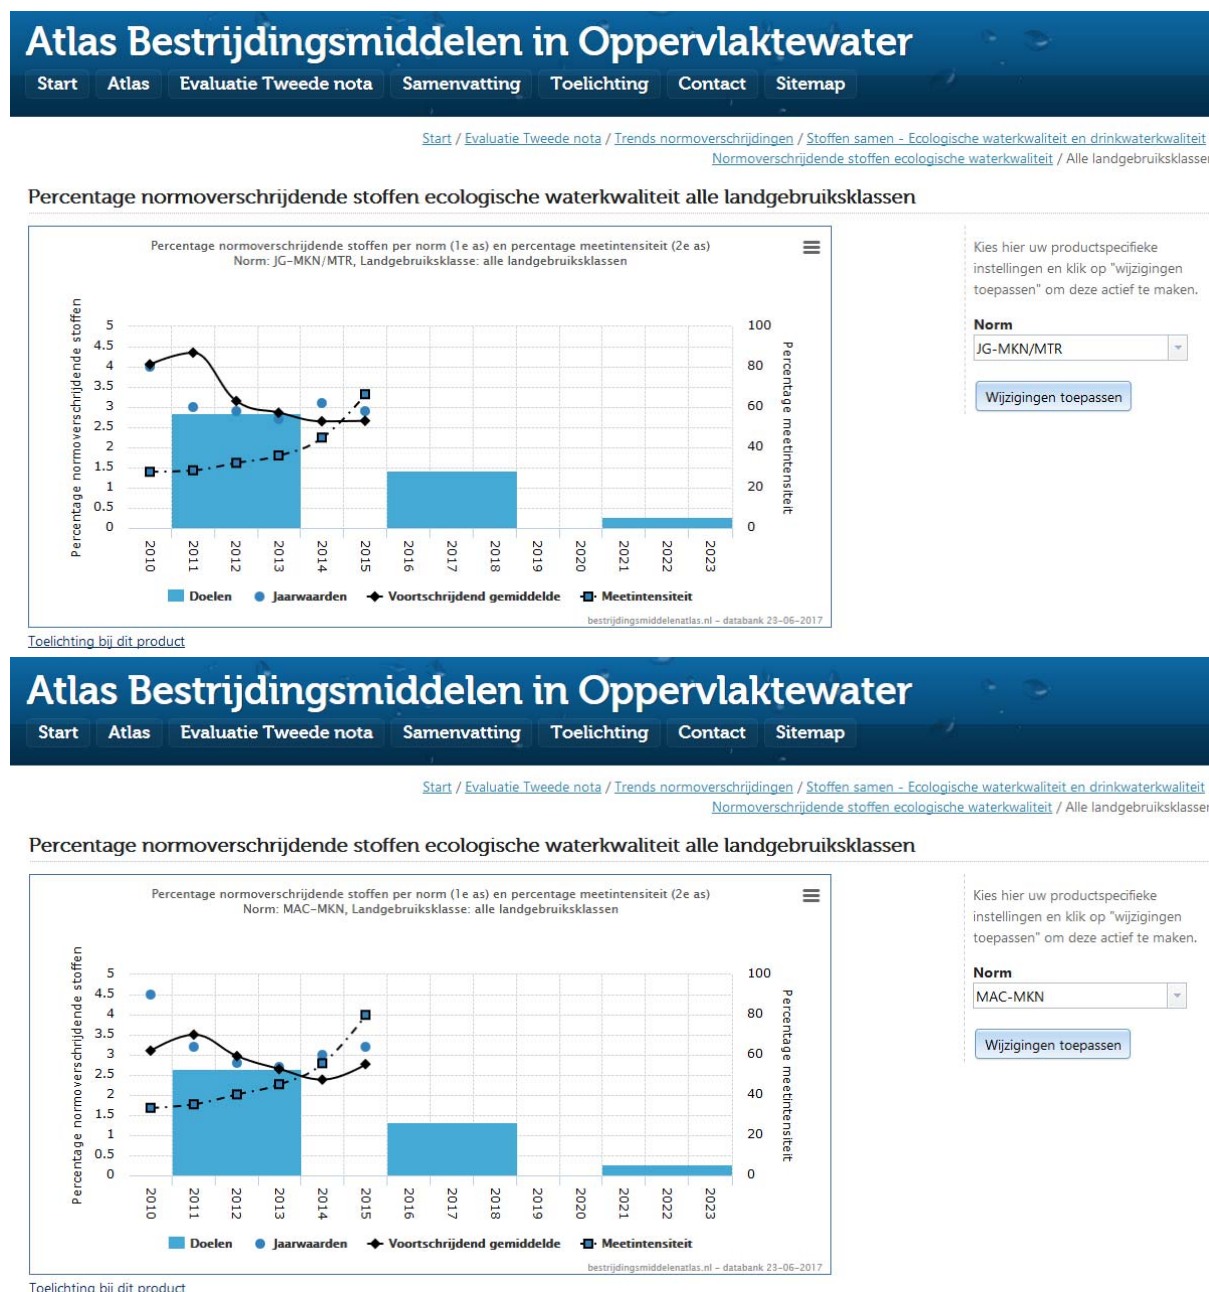 Atlas Bestrijdingsmiddelen in Oppervlaktewater
Start Atlas Evaluatie Tweede nota Samenvatting Toelichting Contact Sitemap
Start / Evaluatie Tweede nota / Trends normoverschrijdingen / Stoffen samen - Ecologische waterkwaliteit en drinkwaterkwaliteit
Normoverschrijdende stoffen ecologische waterkwaliteit / Alle landgebruiksklassen
Percentage normoverschrijdende stoffen ecologische waterkwaliteit alle landgebruiksklassen
Percentage normoverschrijdende stoffen per norm (1e as) en percentage meetintensiteit (2e as)
Norm: JG-MKN/MTR, Landgebruiksklasse: alle landgebruiksklassen
Percentage normoverschrijdende stoffen
5
4.5
4
3.5
3
2.5
2
1.5
1
0.5
0
100
80
60
40
20
0
Percentage meetintensiteit
2010 2011 2012 2013 2014 2015 2016 2017 2018 2019 2020 2021 2022 2023
Doelen Jaarwaarden Voortschrijdend gemiddelde Meetintensiteit
bestrijdingsmiddelenatlas.nl - databank 23-06-2017
Kies hier uw productspecifieke
instellingen en klik op "wijzigingen
toepassen" om deze actief te maken.
Norm
JG-MKN/MTR
Wijzigingen toepassen
Toelichting bij dit product
Atlas Bestrijdingsmiddelen in Oppervlaktewater
Start Atlas Evaluatie Tweede nota Samenvatting Toelichting Contact Sitemap
Start / Evaluatie Tweede nota / Trends normoverschrijdingen / Stoffen samen - Ecologische waterkwaliteit en drinkwaterkwaliteit
Normoverschrijdende stoffen ecologische waterkwaliteit / Alle landgebruiksklassen
Percentage normoverschrijdende stoffen ecologische waterkwaliteit alle landgebruiksklassen
Percentage normoverschrijdende stoffen per norm (1e as) en percentage meetintensiteit (2e as)
Norm: MAC-MKN, Landgebruiksklasse: alle landgebruiksklassen
Percentage normoverschrijdende stoffen
5
4.5
4
3.5
3
2.5
2
1.5
1
0.5
0
100
80
60
40
20
0
Percentage meetintensiteit
2010 2011 2012 2013 2014 2015 2016 2017 2018 2019 2020 2021 2022 2023
Doelen Jaarwaarden Voortschrijdend gemiddelde Meetintensiteit
bestrijdingsmiddelenatlas.nl - databank 23-06-2017
Kies hier uw productspecifieke
instellingen en klik op "wijzigingen
toepassen" om deze actief te maken.
Norm
MAC-MKN
Wijzigingen toepassen
Toelichting bij dit product